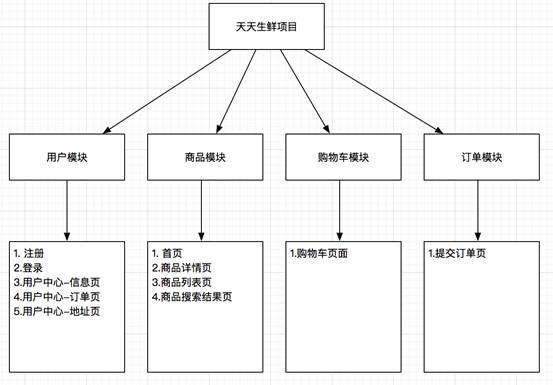 天天生鲜项目
用户模块
商品模块
购物车模块
订单模块
1. 注册
2.登录
3.用户中心-信息页
4.用户中心-订单页
5.用户中心-地址页
1. 首页
2.商品详情页
3.商品列表页
4.商品搜索结果页
1.购物车页面
1.提交订单页